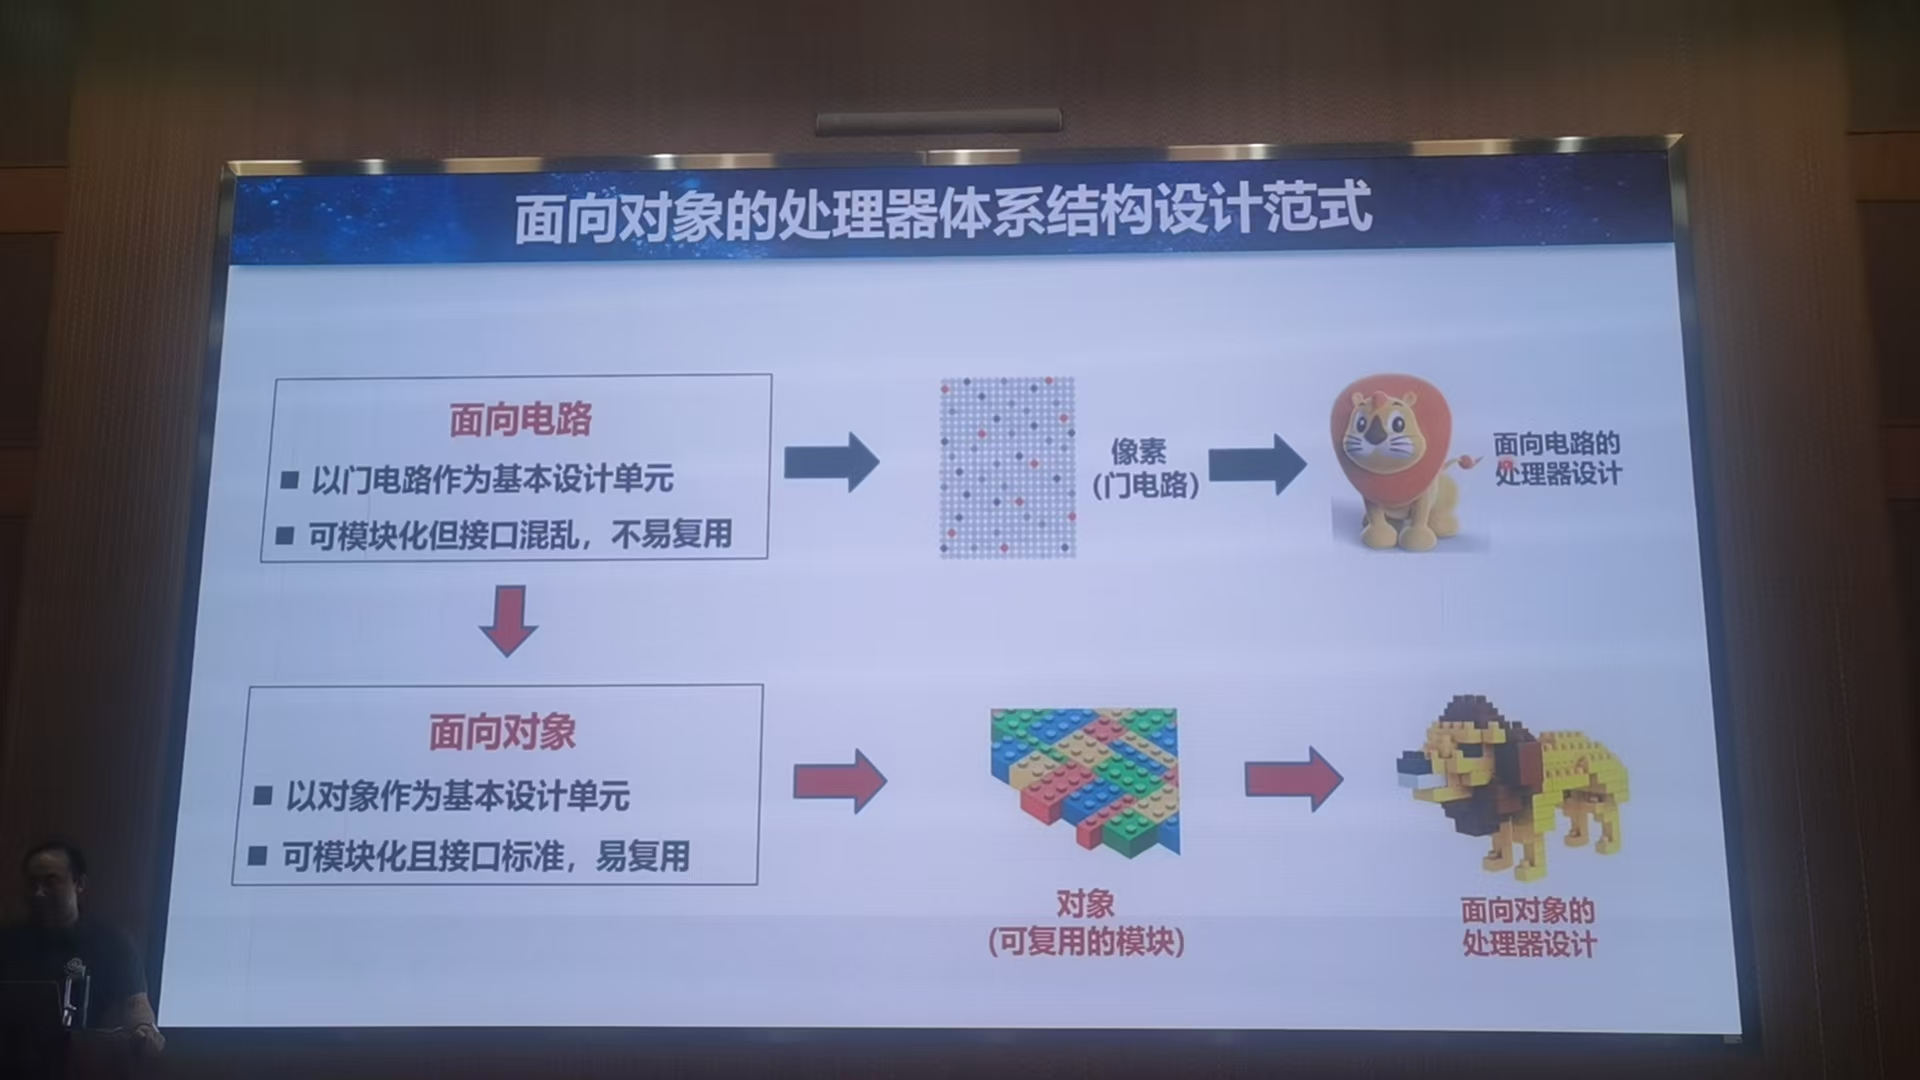 面向对象的处理器体系结构设计范式
面向电路
■ 以门电路作为基本设计单元
■ 可模块化但接口混乱，不易复用
像素
(门电路)
面向电路的
处理器设计
面向对象
■ 以对象作为基本设计单元
■ 可模块化且接口标准，易复用
对象
(可复用的模块)
面向对象的
处理器设计